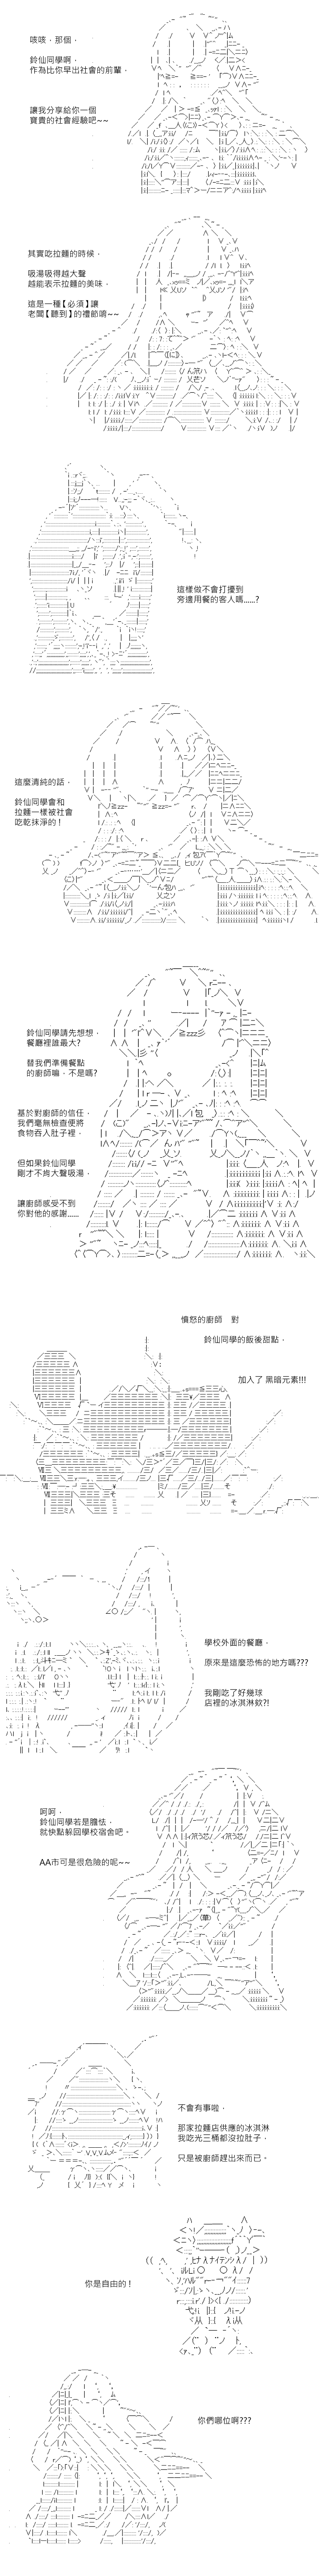 咳咳，那個，
鈴仙同學啊，
作為比你早出社會的前輩，
讓我分享給你一個
寶貴的社會經驗吧~~
其實吃拉麵的時候，
吸湯吸得越大聲
越能表示拉麵的美味，
這是一種【必須】讓
老闆【聽到】的禮節嗚~~
這樣做不會打擾到
旁邊用餐的客人嗎......?
這麼清純的話，
鈴仙同學會和
拉麵一樣被社會
吃乾抹淨的！
鈴仙同學請先想想，
餐廳裡誰最大?
替我們準備餐點
的廚師嘛，不是嗎?
基於對廚師的信任，
我們毫無檢查便將
食物吞入肚子裡，
但如果鈴仙同學
剛才不肯大聲吸湯，
讓廚師感受不到
你對他的感謝......
憤怒的廚師　對
鈴仙同學的飯後甜點，
加入了 黑暗元素!!!
學校外面的餐廳，
原來是這麼恐怖的地方???
我剛吃了好幾球
店裡的冰淇淋欸?!
呵呵，
鈴仙同學若是膽怯，
就快點躲回學校宿舍吧。
AA市可是很危險的呢~~
不會有事啦，
那家拉麵店供應的冰淇淋
我吃光三桶都沒拉肚子，
只是被廚師趕出來而已。
你是自由的！
你們哪位啊???